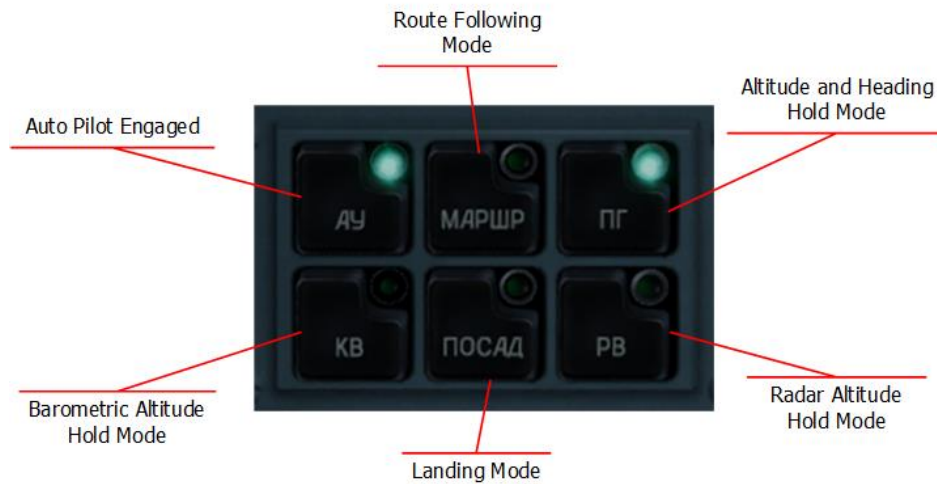 Route Following
Mode
Altitude and Heading
Hold Mode
Auto Pilot Engaged
АУ
МАРШР
ПГ
КВ
ПОСАД
РВ
Barometric Altitude
Hold Mode
Landing Mode
Radar Altitude
Hold Mode